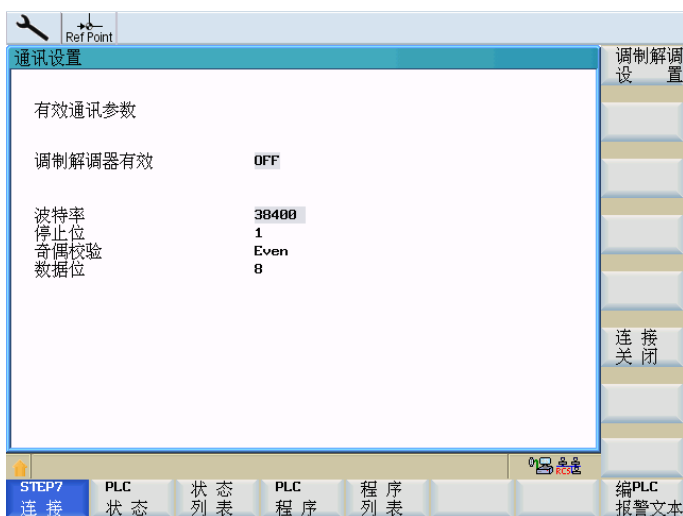 Ref Point
通讯设置
调制解调
设 置
有效通讯参数
调制解调器有效 OFF
波特率 38400
停止位 1
奇偶校验 Even
数据位 8
连 接
关 闭
RCS
STEP7
连 接
PLC
状 态
状 态
列 表
PLC
程 序
程 序
列 表
编PLC
报警文本